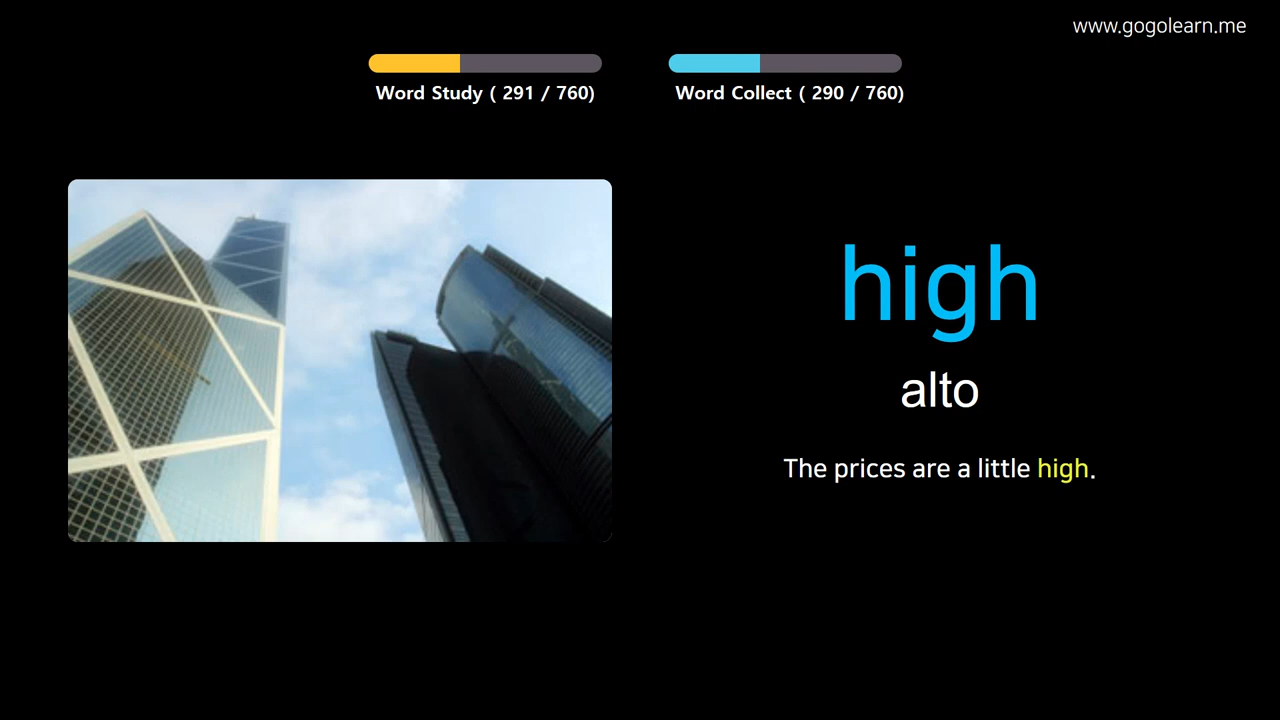 www.gogolearn.me
Word Study ( 291 / 760)
Word Collect ( 290 / 760)
high
alto
The prices are a little high.